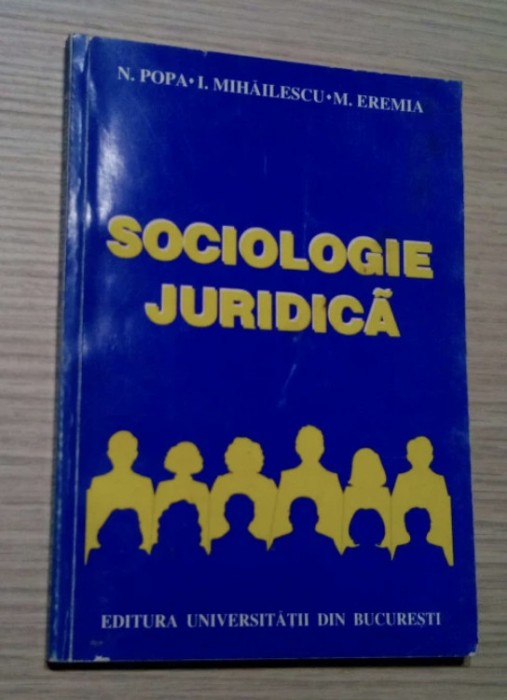 N. POPA • I. MIHĂILESCU • M. EREMIA
SOCIOLOGIE
JURIDICĂ
EDITURA UNIVERSITĂȚII DIN BUCUREȘTI